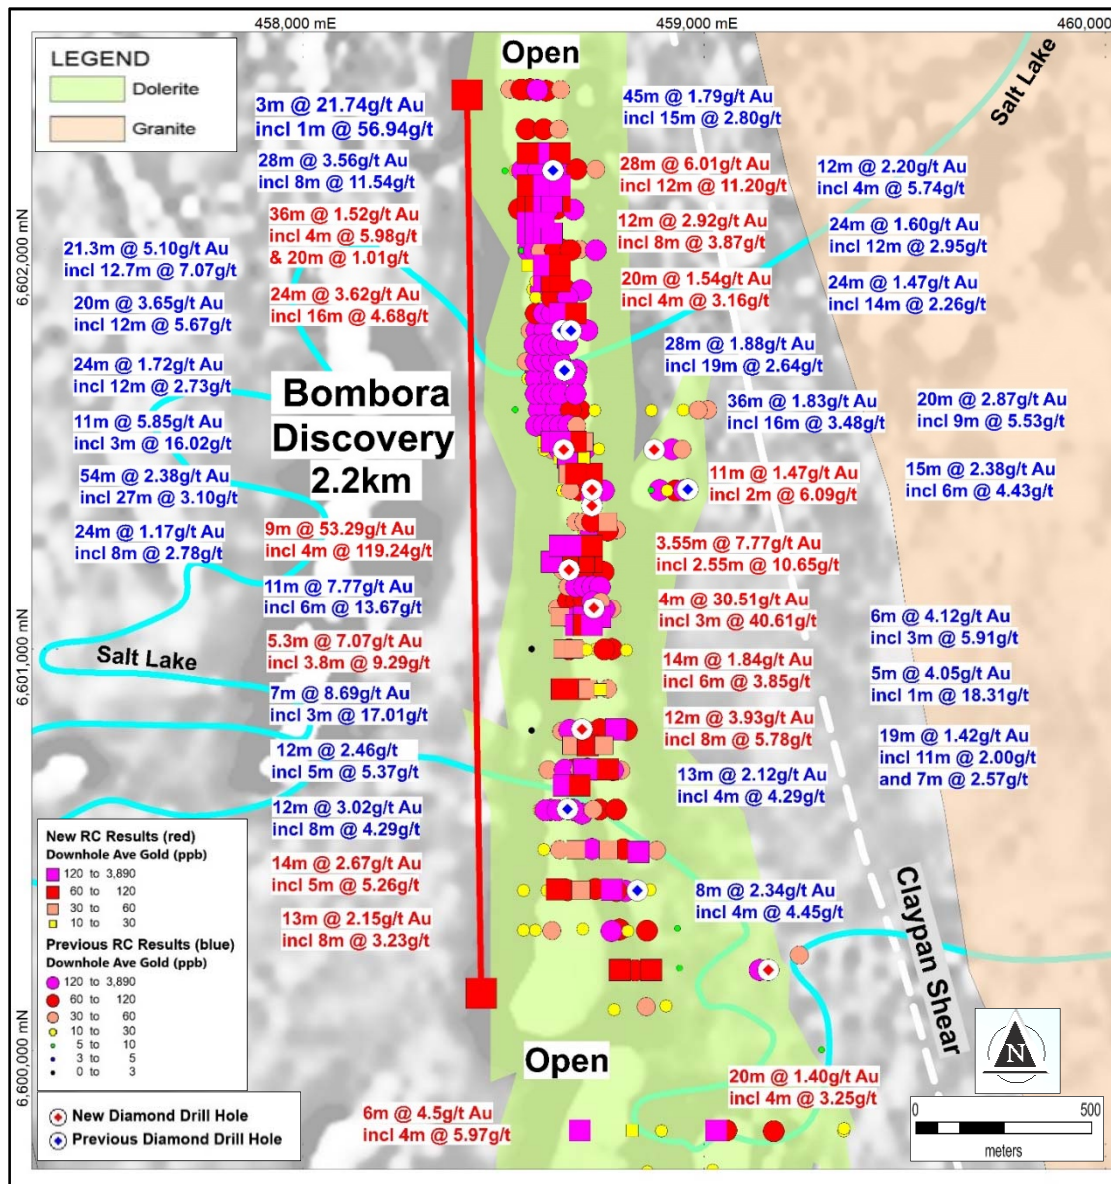 458,000 mE
459,000 mE
460,000
Open
LEGEND
Dolerite
Granite
Salt Lake
3m @ 21.74g/t Au
incl 1m @ 56.94g/t
45m @ 1.79g/t Au
incl 15m @ 2.80g/t
28m @ 3.56g/t Au
incl 8m @ 11.54g/t
28m @ 6.01g/t Au
incl 12m @ 11.20g/t
12m @ 2.20g/t Au
incl 4m @ 5.74g/t
36m @ 1.52g/t Au
incl 4m @ 5.98g/t
& 20m @ 1.01g/t
12m @ 2.92g/t Au
incl 8m @ 3.87g/t
24m @ 1.60g/t Au
incl 12m @ 2.95g/t
6,602,000 mN
21.3m @ 5.10g/t Au
incl 12.7m @ 7.07g/t
24m @ 3.62g/t Au
incl 16m @ 4.68g/t
20m @ 1.54g/t Au
incl 4m @ 3.16g/t
24m @ 1.47g/t Au
incl 14m @ 2.26g/t
20m @ 3.65g/t Au
incl 12m @ 5.67g/t
28m @ 1.88g/t Au
incl 19m @ 2.64g/t
24m @ 1.72g/t Au
incl 12m @ 2.73g/t
Bombora
Discovery
2.2km
36m @ 1.83g/t Au
incl 16m @ 3.48g/t
20m @ 2.87g/t Au
incl 9m @ 5.53g/t
11m @ 5.85g/t Au
incl 3m @ 16.02g/t
11m @ 1.47g/t Au
incl 2m @ 6.09g/t
15m @ 2.38g/t Au
incl 6m @ 4.43g/t
54m @ 2.38g/t Au
incl 27m @ 3.10g/t
24m @ 1.17g/t Au
incl 8m @ 2.78g/t
9m @ 53.29g/t Au
incl 4m @ 119.24g/t
3.55m @ 7.77g/t Au
incl 2.55m @ 10.65g/t
11m @ 7.77g/t Au
incl 6m @ 13.67g/t
4m @ 30.51g/t Au
incl 3m @ 40.61g/t
6m @ 4.12g/t Au
incl 3m @ 5.91g/t
6,601,000 mN
Salt Lake
5.3m @ 7.07g/t Au
incl 3.8m @ 9.29g/t
14m @ 1.84g/t Au
incl 6m @ 3.85g/t
5m @ 4.05g/t Au
incl 1m @ 18.31g/t
7m @ 8.69g/t Au
incl 3m @ 17.01g/t
12m @ 3.93g/t Au
incl 8m @ 5.78g/t
19m @ 1.42g/t Au
incl 11m @ 2.00g/t
and 7m @ 2.57g/t
12m @ 2.46g/t
incl 5m @ 5.37g/t
13m @ 2.12g/t Au
incl 4m @ 4.29g/t
12m @ 3.02g/t Au
incl 8m @ 4.29g/t
14m @ 2.67g/t Au
incl 5m @ 5.26g/t
8m @ 2.34g/t Au
incl 4m @ 4.45g/t
13m @ 2.15g/t Au
incl 8m @ 3.23g/t
Claypan Shear
New RC Results (red)
Downhole Ave Gold (ppb)
120 to 3,890
60 to 120
30 to 60
10 to 30
Previous RC Results (blue)
Downhole Ave Gold (ppb)
120 to 3,890
60 to 120
30 to 60
10 to 30
5 to 10
3 to 5
0 to 3
6,600,000 mN
Open
N
New Diamond Drill Hole
Previous Diamond Drill Hole
6m @ 4.5g/t Au
incl 4m @ 5.97g/t
20m @ 1.40g/t Au
incl 4m @ 3.25g/t
0 500
meters